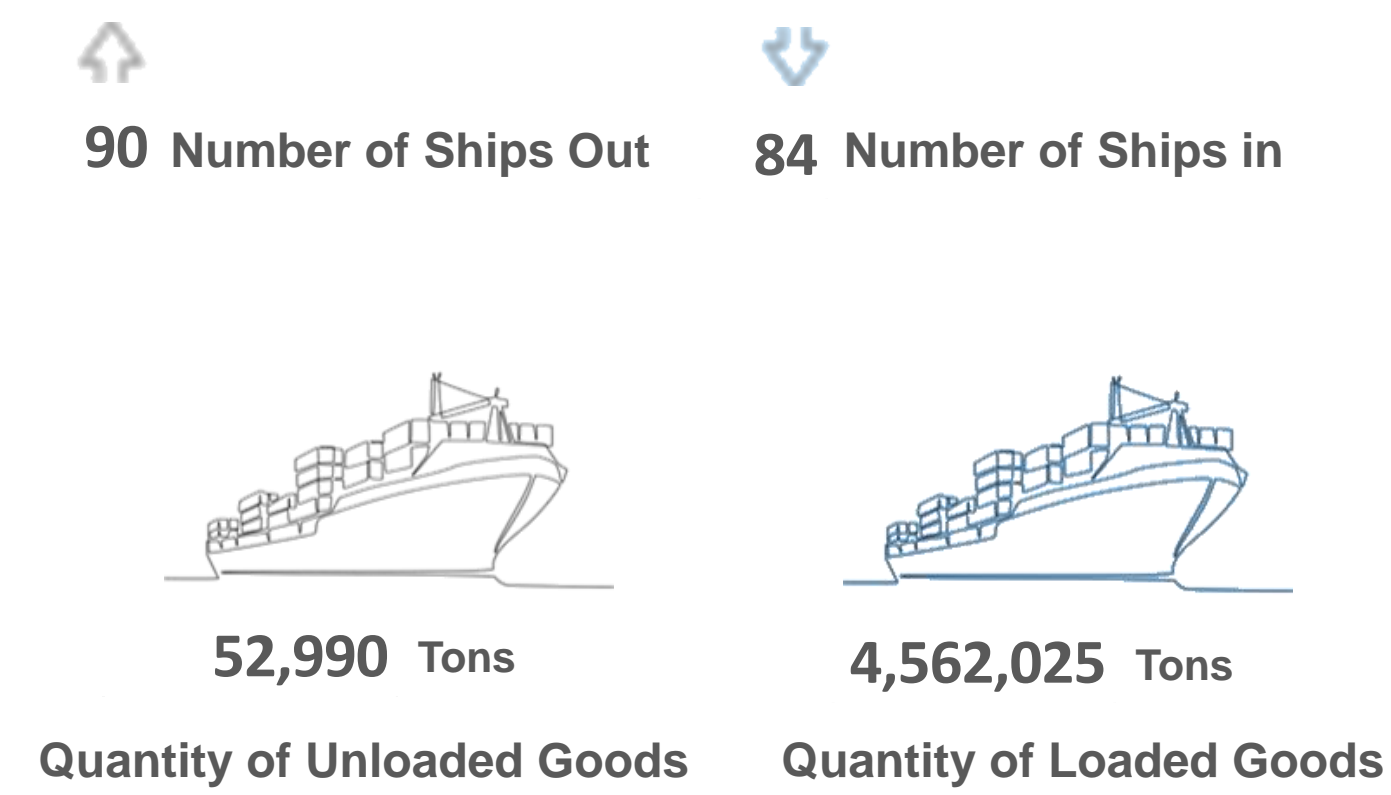 90 Number of Ships Out
84 Number of Ships in
52,990 Tons
4,562,025 Tons
Quantity of Unloaded Goods
Quantity of Loaded Goods